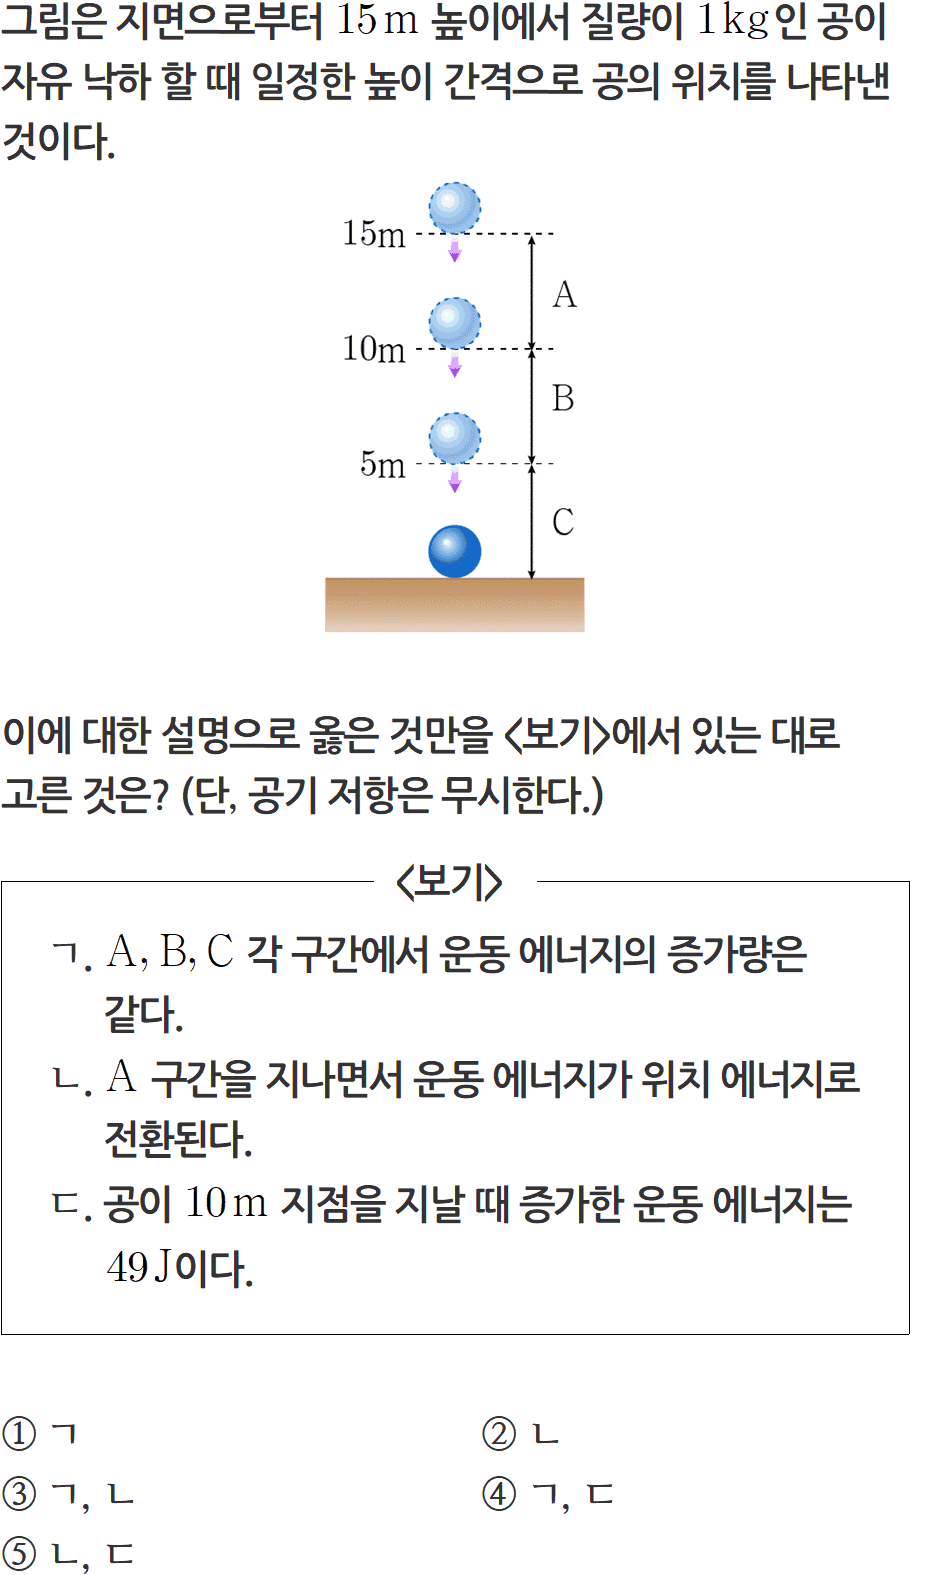 그림은 지면으로부터 15m 높이에서 질량이 1kg인 공이
자유 낙하 할 때 일정한 높이 간격으로 공의 위치를 나타낸
것이다.
15m
A
10m
B
5m
C
이에 대한 설명으로 옳은 것만을 <보기>에서 있는 대로
고른 것은? (단, 공기 저항은 무시한다.)
<보기>
ㄱ. A, B, C 각 구간에서 운동 에너지의 증가량은
같다.
ㄴ. A 구간을 지나면서 운동 에너지가 위치 에너지로
전환된다.
ㄷ. 공이 10m 지점을 지날 때 증가한 운동 에너지는
49J이다.
① ㄱ ② ㄴ
③ ㄱ, ㄴ ④ ㄱ, ㄷ
⑤ ㄴ, ㄷ